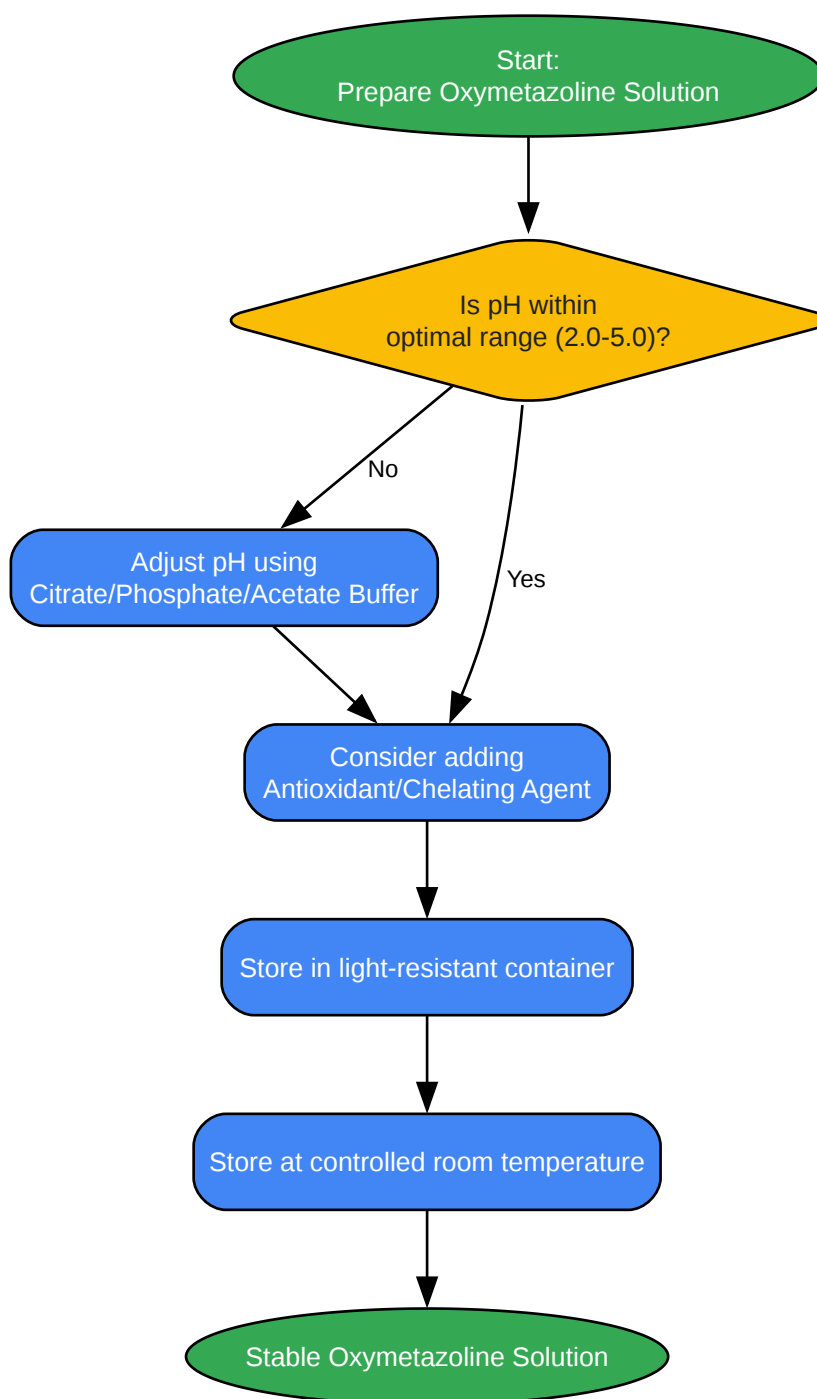 Start:
Prepare Oxymetazoline Solution
Is pH within
optimal range (2.0-5.0)?
No
Adjust pH using
Citrate/Phosphate/Acetate Buffer
Yes
Consider adding
Antioxidant/Chelating Agent
Store in light-resistant container
Store at controlled room temperature
Stable Oxymetazoline Solution